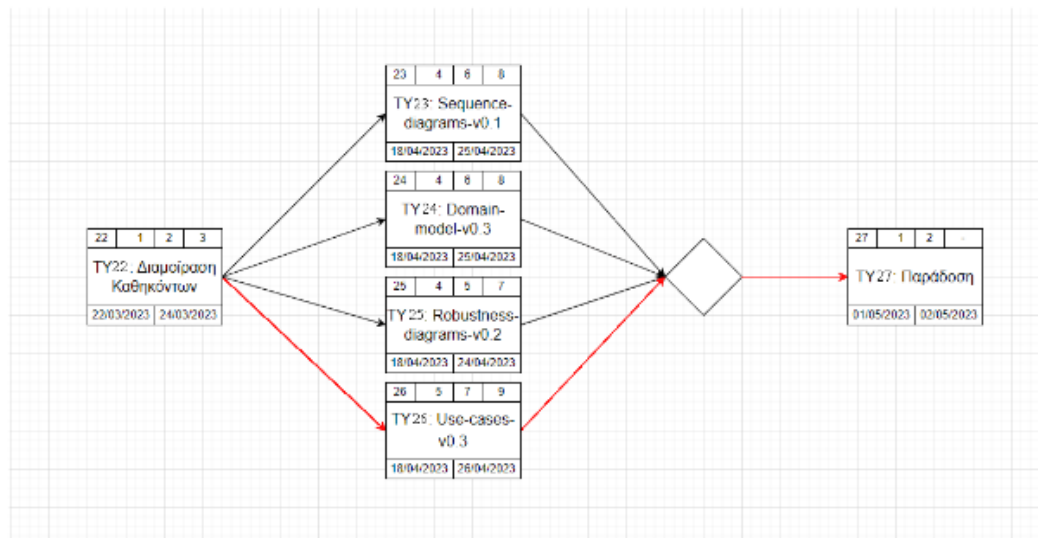 23 4 6 8
TY23: Sequence-
diagrams-v0.1
18/04/2023 25/04/2023
24 4 6 8
TY24: Domain-
model-v0.3
18/04/2023 25/04/2023
22 1 2 3
TY22: Διαμοίραση
Καθηκόντων
22/03/2023 24/03/2023
25 4 5 7
TY25: Robustness-
diagrams-v0.2
18/04/2023 24/04/2023
26 5 7 9
TY26: Use-cases-
v0.3
18/04/2023 26/04/2023
27 1 2 -
TY27: Παράδοση
01/05/2023 02/05/2023